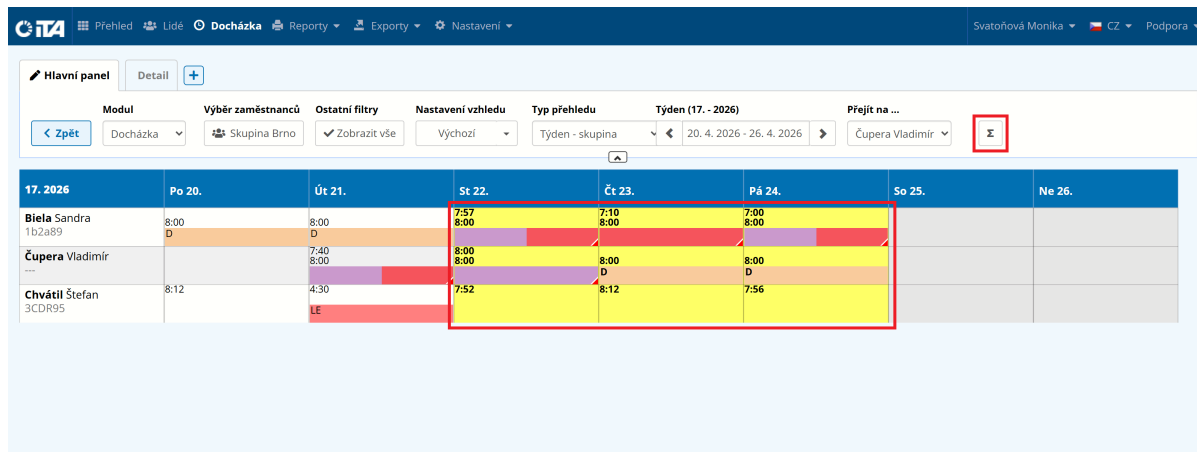 ITA Přehled Lidé Docházka Reporty Exporty Nastavení Svatoňová Monika CZ Podpora
Hlavní panel Detail +
Modul Výběr zaměstnanců Ostatní filtry Nastavení vzhledu Typ přehledu Týden (17. - 2026) Přejít na ...
Zpět Docházka Skupina Brno Zobrazit vše Výchozí Týden - skupina 20. 4. 2026 - 26. 4. 2026 Čupera Vladimír Σ
17. 2026 Po 20. Út 21. St 22. Čt 23. Pá 24. So 25. Ne 26.
7:57 7:10 7:00
Biela Sandra 8:00 8:00 8:00 8:00 8:00
1b2a89 D D
7:40 8:00
Čupera Vladimír 8:00 8:00 8:00 8:00
--- D D
Chvátil Štefan 8:12 4:30 7:52 8:12 7:56
3CDR95 LE